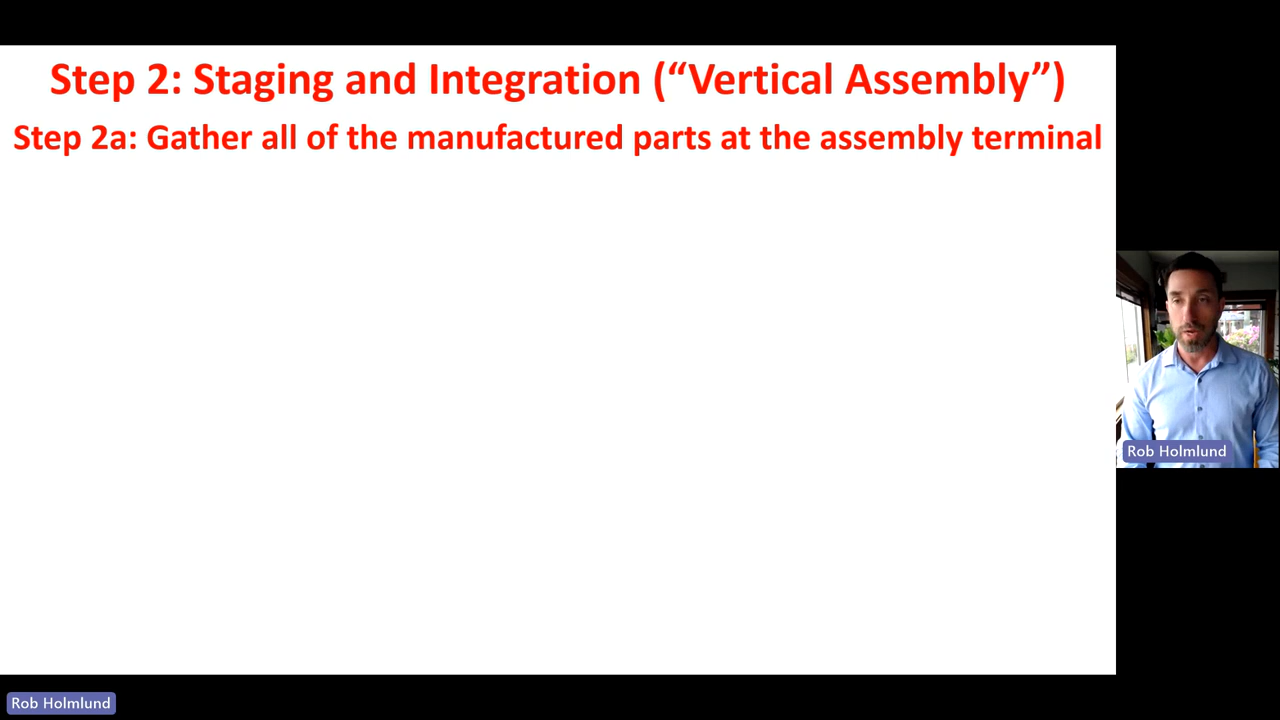 Step 2: Staging and Integration (“Vertical Assembly”)
Step 2a: Gather all of the manufactured parts at the assembly terminal
Rob Holmlund
Rob Holmlund